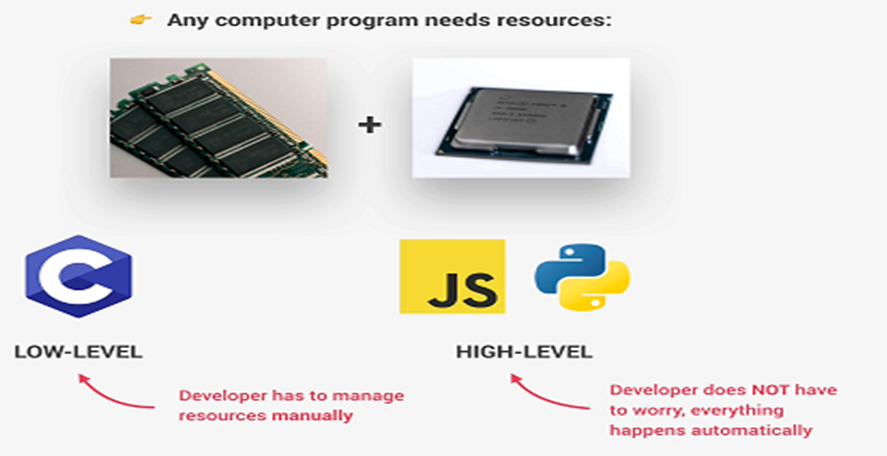 Any computer program needs resources:
+
C
JS
LOW-LEVEL
HIGH-LEVEL
Developer has to manage
resources manually
Developer does NOT have
to worry, everything
happens automatically